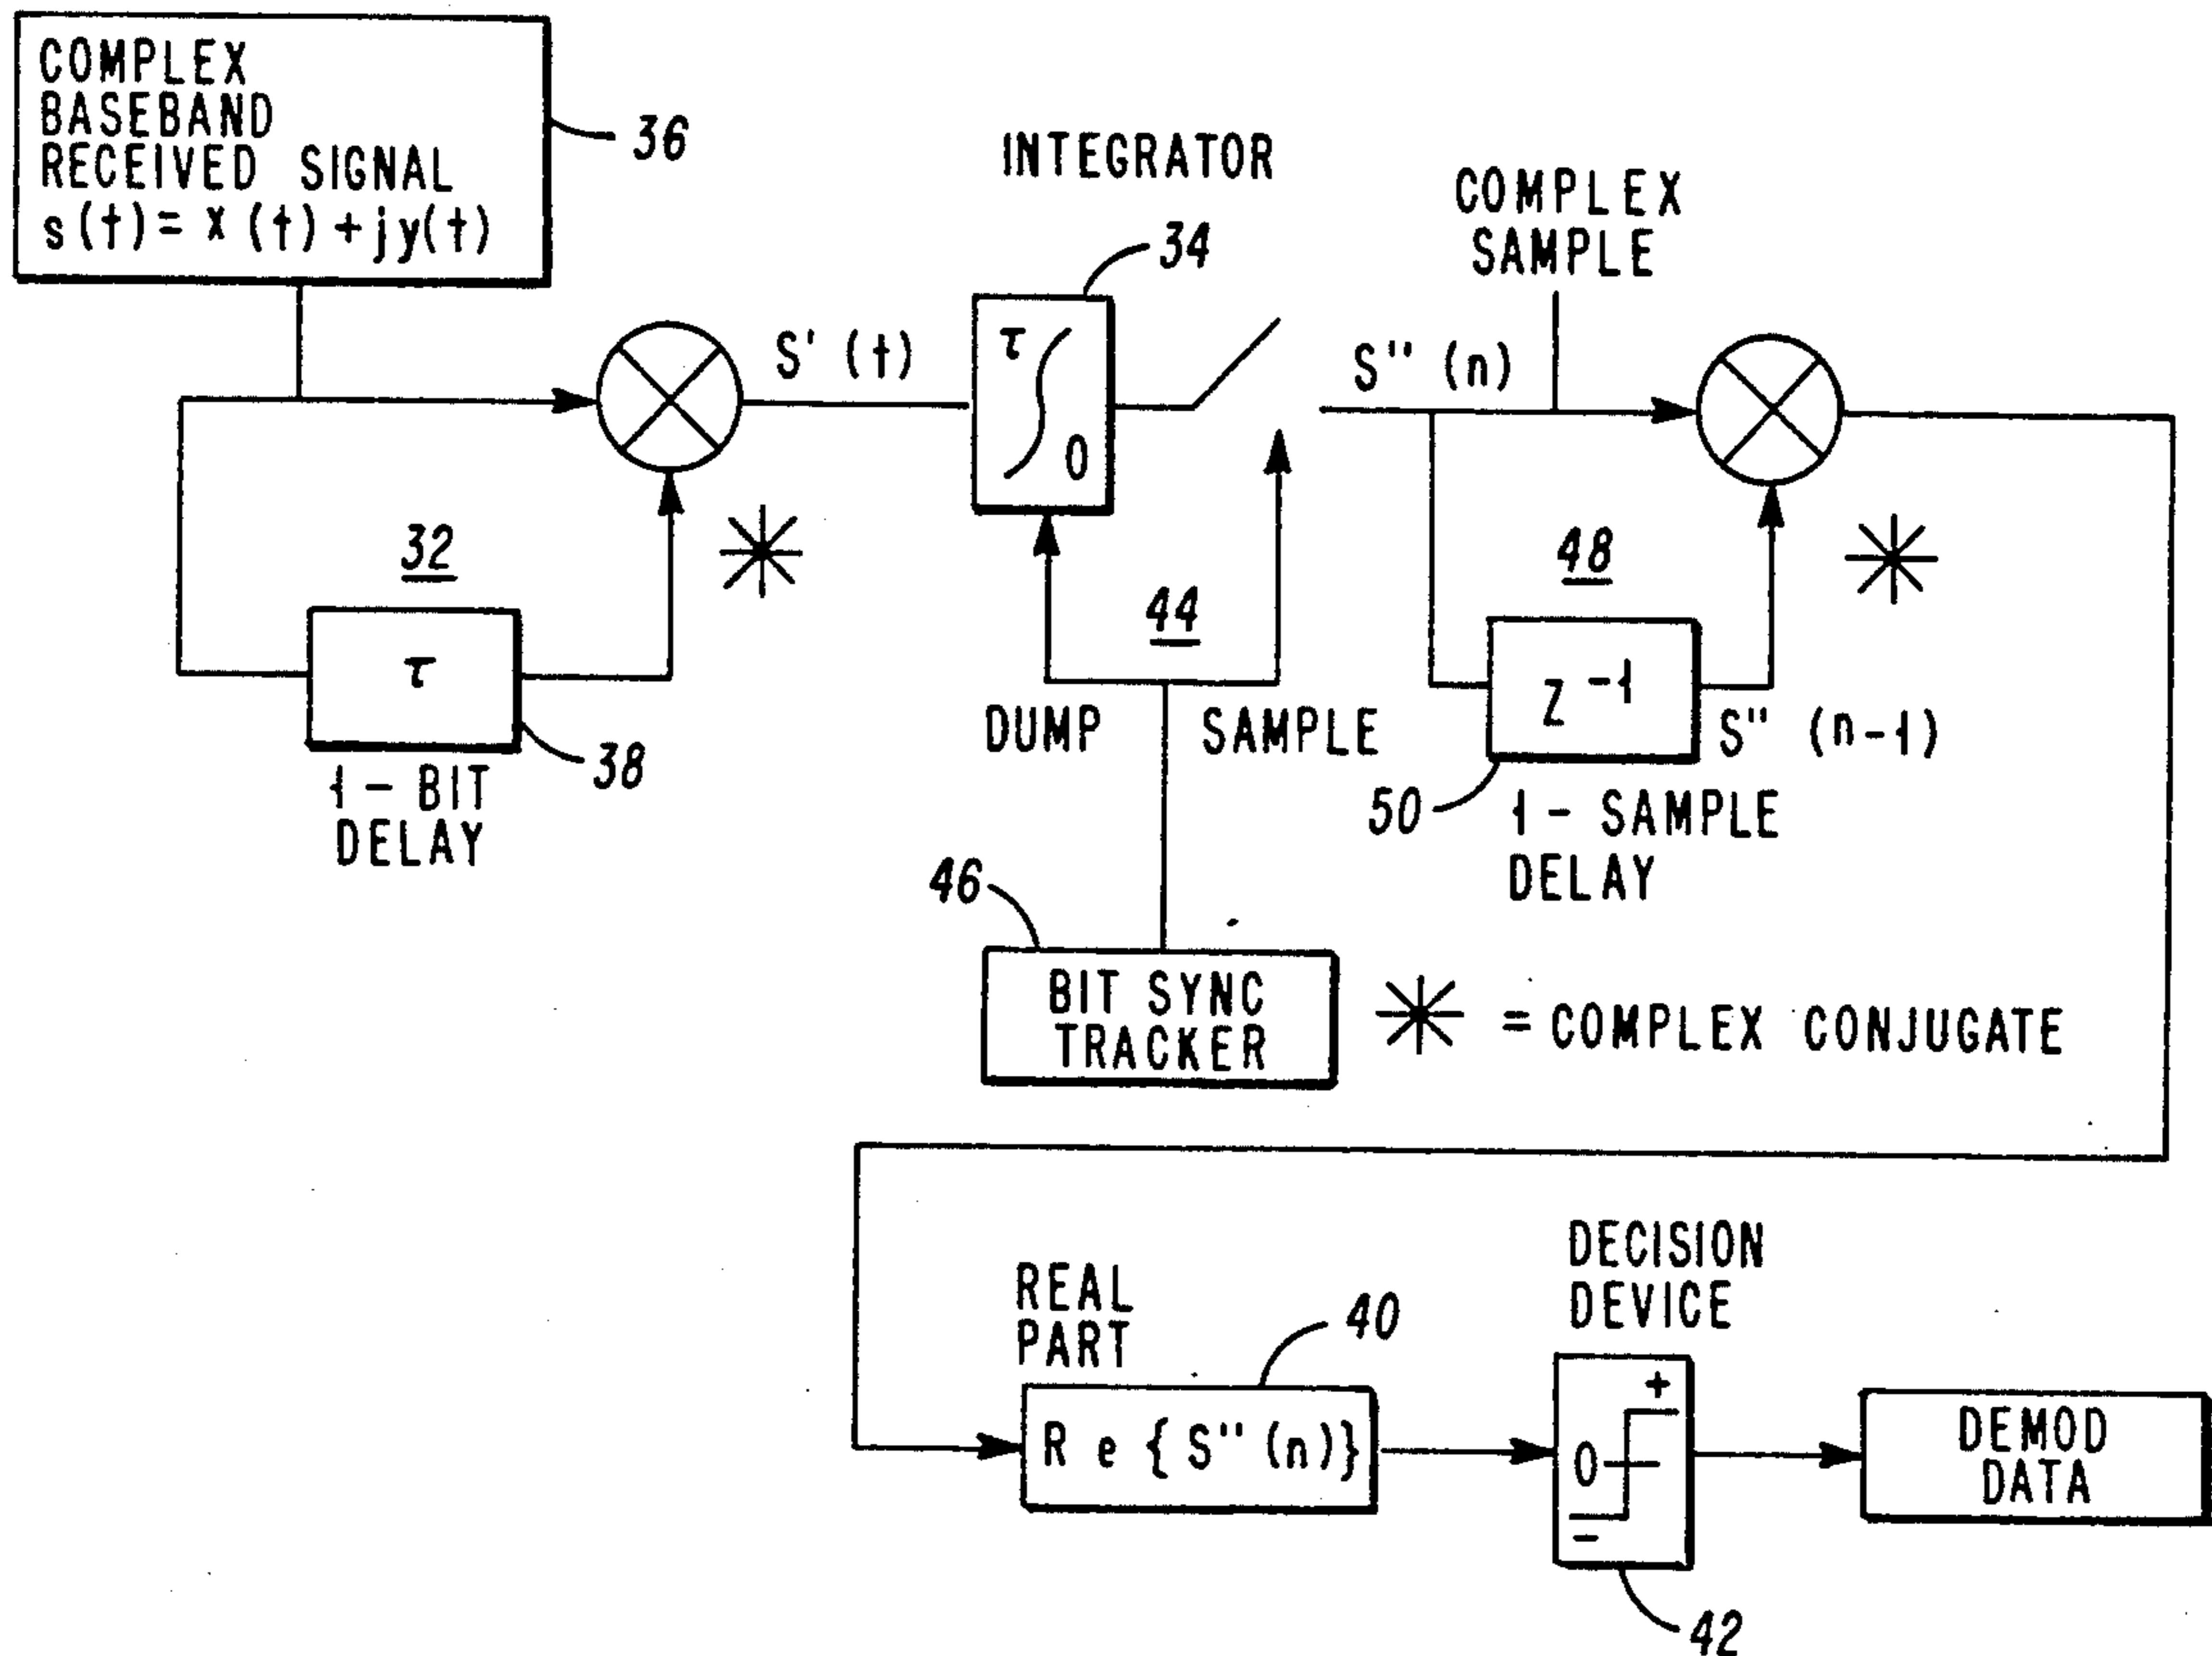 COMPLEX
BASEBAND
RECEIVED SIGNAL
s(t)= x(t)+jy(t)
36
INTEGRATOR
34
COMPLEX
SAMPLE
S' (t)
τ
0
S'' (n)
32
τ
38
1 - BIT
DELAY
44
DUMP SAMPLE
48
Z -1
S'' (n-1)
50
1 - SAMPLE
DELAY
46
BIT SYNC
TRACKER
= COMPLEX CONJUGATE
REAL
PART
40
R e { S'' (n)}
DECISION
DEVICE
+
0
-
42
DEMOD
DATA